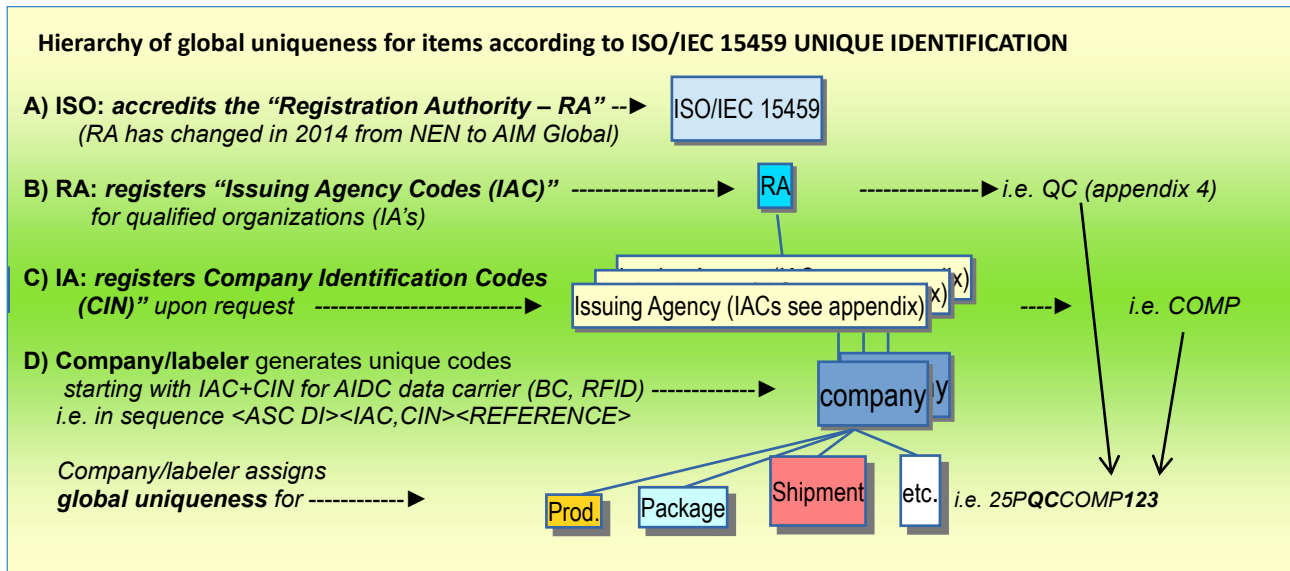 Hierarchy of global uniqueness for items according to ISO/IEC 15459 UNIQUE IDENTIFICATION
A) ISO: accredits the “Registration Authority – RA” --► ISO/IEC 15459
(RA has changed in 2014 from NEN to AIM Global)
B) RA: registers “Issuing Agency Codes (IAC)” -----------------► RA --------------► i.e. QC (appendix 4)
for qualified organizations (IA’s)
C) IA: registers Company Identification Codes
(CIN)” upon request ---------------------► Issuing Agency (IACs see appendix) ----► i.e. COMP
D) Company/labeler generates unique codes
starting with IAC+CIN for AIDC data carrier (BC, RFID) -------------► company
i.e. in sequence <ASC DI><IAC,CIN><REFERENCE>
Company/labeler assigns
global uniqueness for ------------► Prod. Package Shipment etc. i.e. 25PQCCOMP123